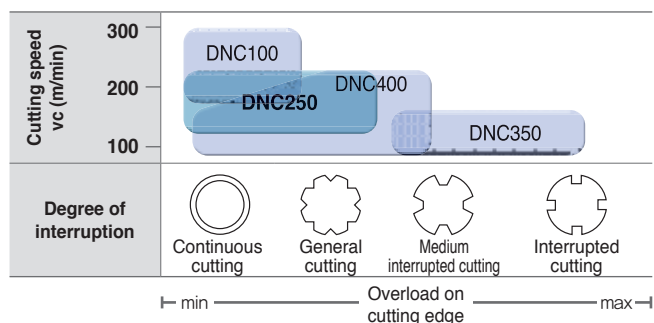 Cutting speed
vc (m/min)
300
200
100
DNC100
DNC400
DNC250
DNC350
Degree of
interruption
Continuous
cutting
General
cutting
Medium
interrupted cutting
Interrupted
cutting
min
Overload on
cutting edge
max